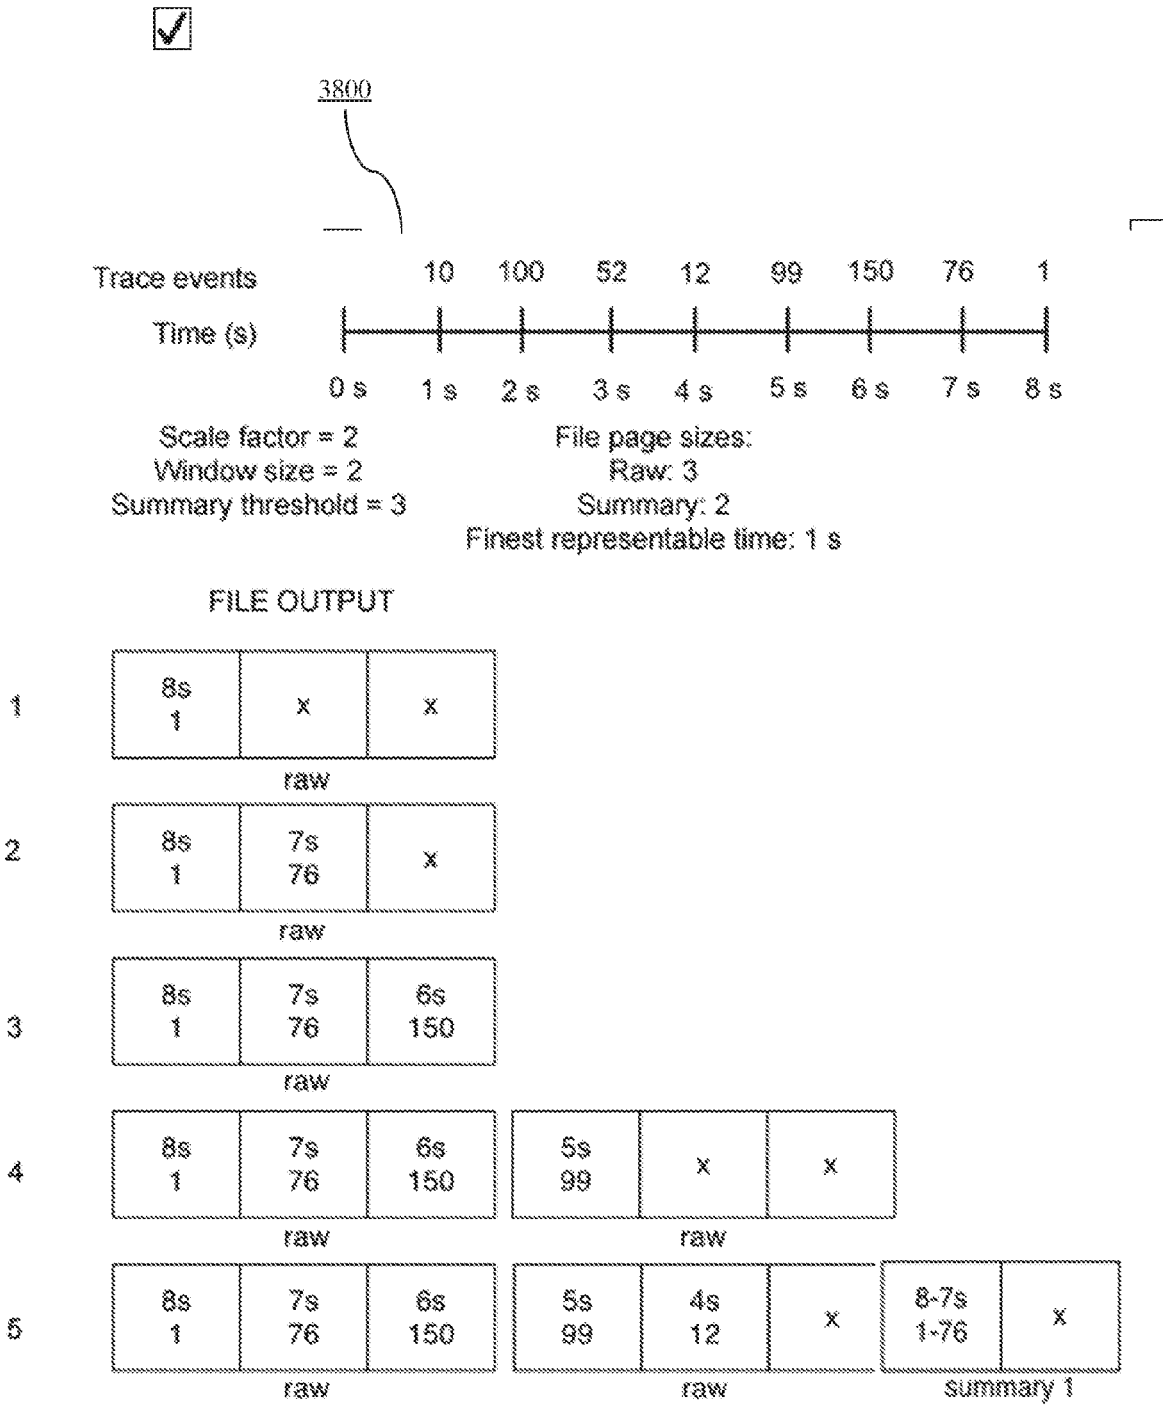 3800
Trace events 10 100 52 12 99 150 76 1
Time (s)
0 s 1 s 2 s 3 s 4 s 5 s 6 s 7 s 8 s
Scale factor = 2 File page sizes:
Window size = 2 Raw: 3
Summary threshold = 3 Summary: 2
Finest representable time: 1 s
FILE OUTPUT
1
8s x x
1
raw
2
8s 7s x
1 76
raw
3
8s 7s 6s
1 76 150
raw
4
8s 7s 6s 5s x x
1 76 150 99
raw raw
5
8s 7s 6s 5s 4s x 8-7s x
1 76 150 99 12 1-76
raw raw summary 1